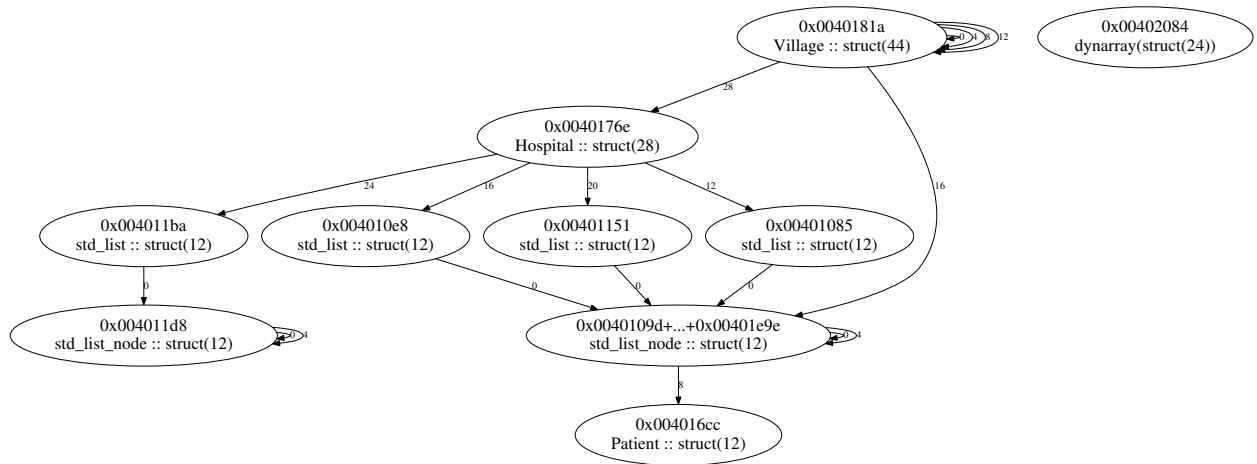 0x0040181a
Village :: struct(44)
0 4 8 12
0x00402084
dynarray(struct(24))
28
0x0040176e
Hospital :: struct(28)
24 16 20 12 16
0x004011ba
std_list :: struct(12)
0x004010e8
std_list :: struct(12)
0x00401151
std_list :: struct(12)
0x00401085
std_list :: struct(12)
0 0 0 0
0x004011d8
std_list_node :: struct(12)
0 4
0x0040109d+...+0x00401e9e
std_list_node :: struct(12)
0 4
8
0x004016cc
Patient :: struct(12)